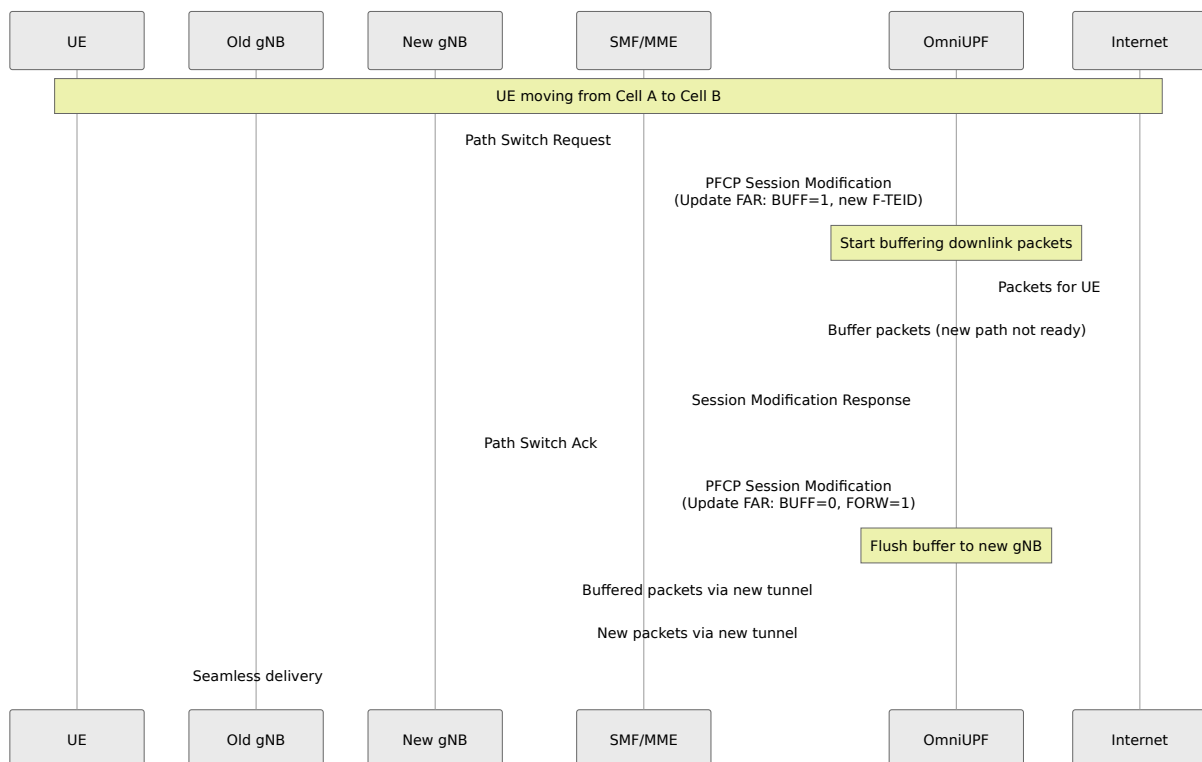 UE
Old gNB
New gNB
SMF/MME
OmniUPF
Internet
UE moving from Cell A to Cell B
Path Switch Request
PFCP Session Modification
(Update FAR: BUFF=1, new F-TEID)
Start buffering downlink packets
Packets for UE
Buffer packets (new path not ready)
Session Modification Response
Path Switch Ack
PFCP Session Modification
(Update FAR: BUFF=0, FORW=1)
Flush buffer to new gNB
Buffered packets via new tunnel
New packets via new tunnel
Seamless delivery
UE
Old gNB
New gNB
SMF/MME
OmniUPF
Internet